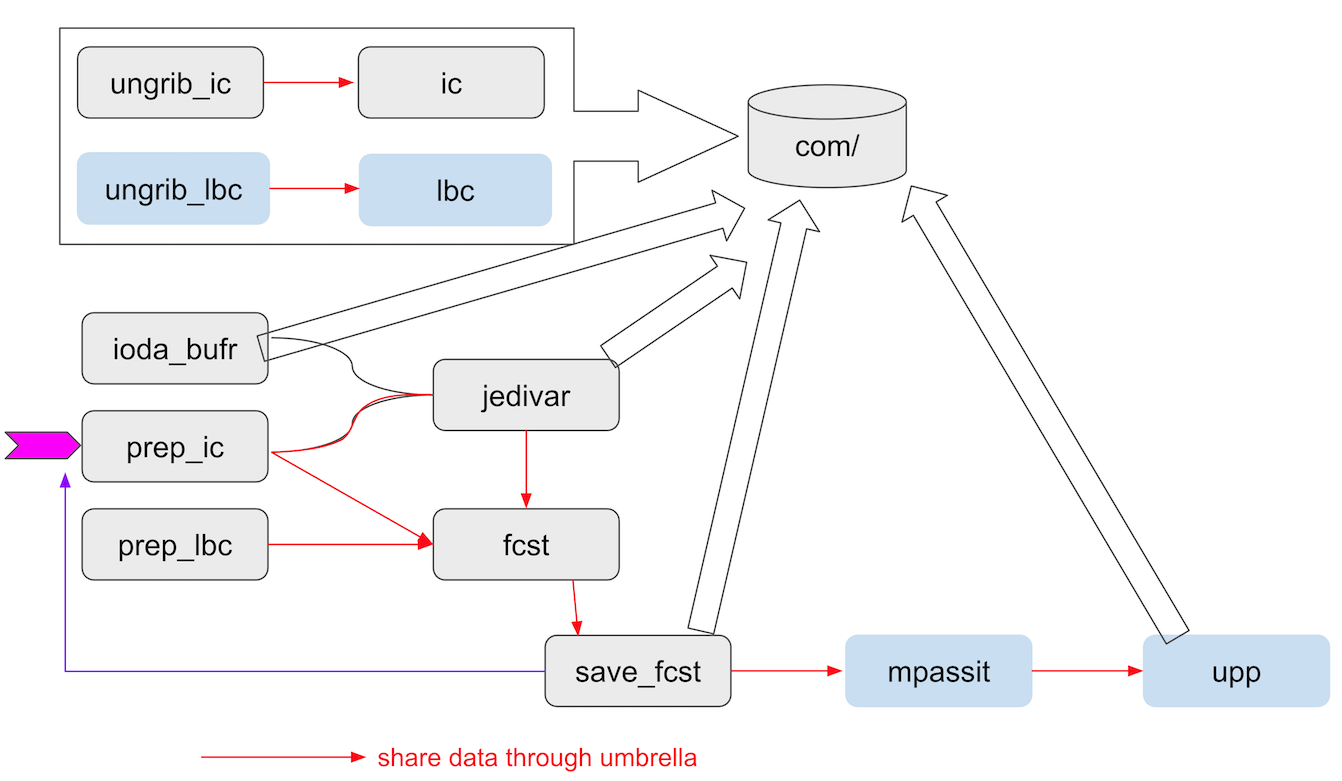 ungrib_ic
ic
com/
ungrib_lbc
lbc
ioda_bufr
jedivar
prep_ic
prep_lbc
fcst
save_fcst
mpassit
upp
share data through umbrella